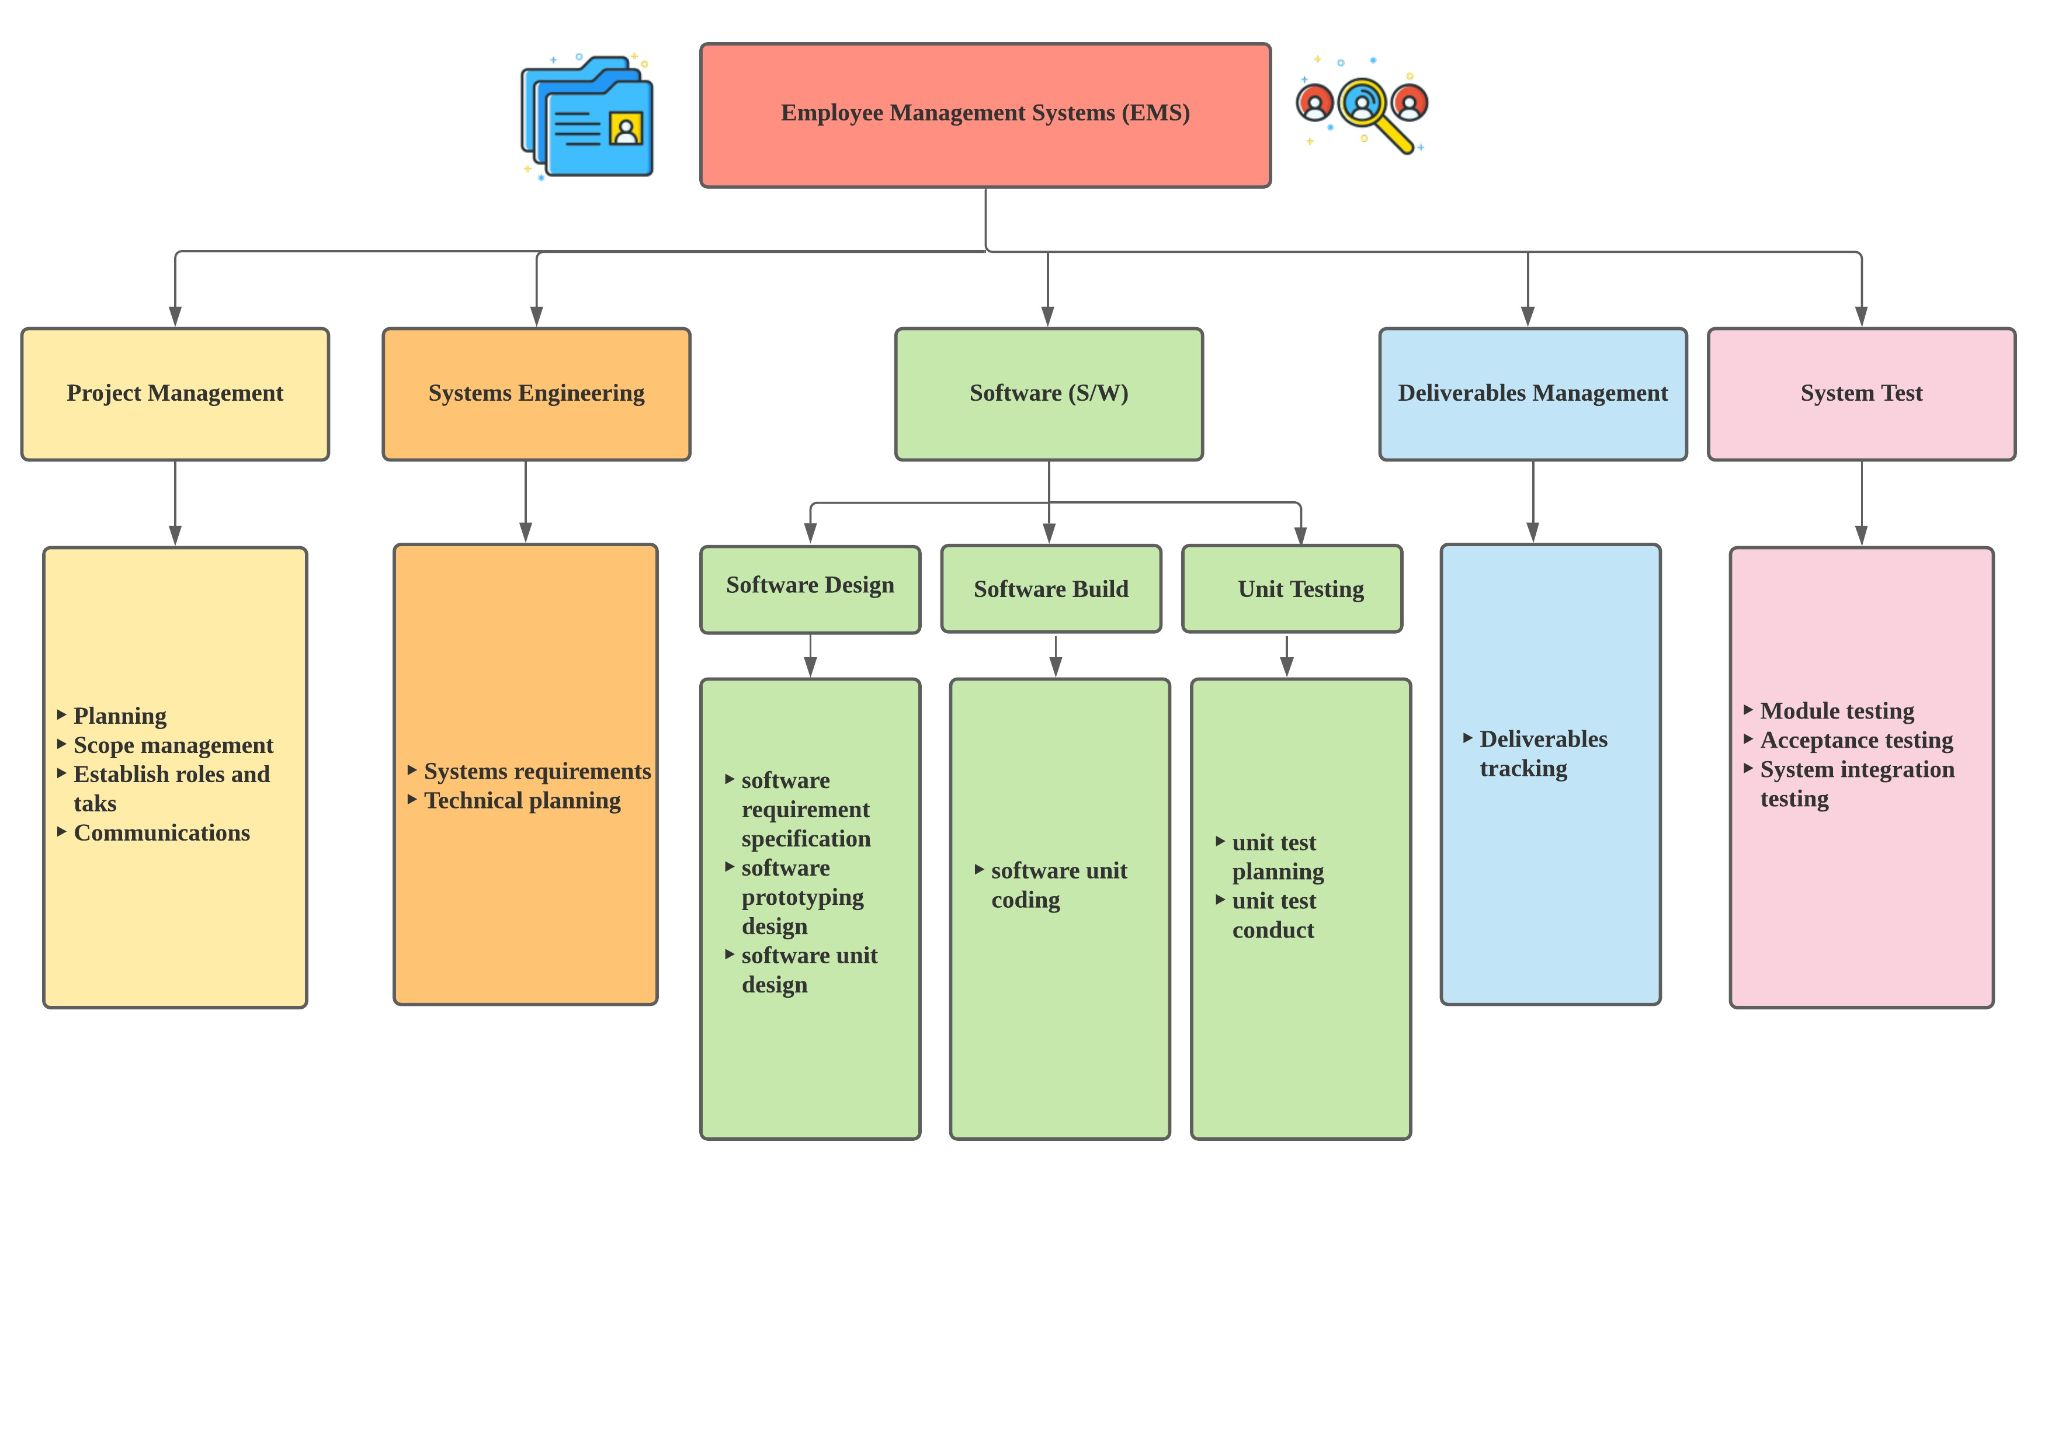 Employee Management Systems (EMS)
Project Management
Systems Engineering
Software (S/W)
Deliverables Management
System Test
Planning
Scope management
Establish roles and
taks
Communications
Systems requirements
Technical planning
Software Design
software
requirement
specification
software
prototyping
design
software unit
design
Software Build
software unit
coding
Unit Testing
unit test
planning
unit test
conduct
Deliverables
tracking
Module testing
Acceptance testing
System integration
testing